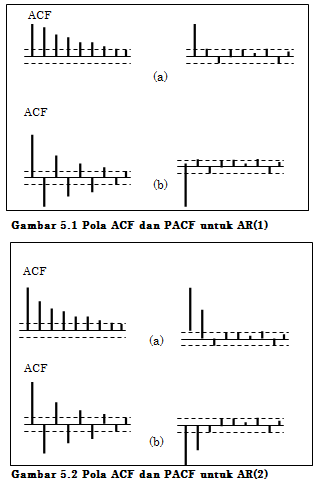 ACF
(a)
ACF
(b)
Gambar 5.1 Pola ACF dan PACF untuk AR(1)
ACF
(a)
ACF
(b)
Gambar 5.2 Pola ACF dan PACF untuk AR(2)